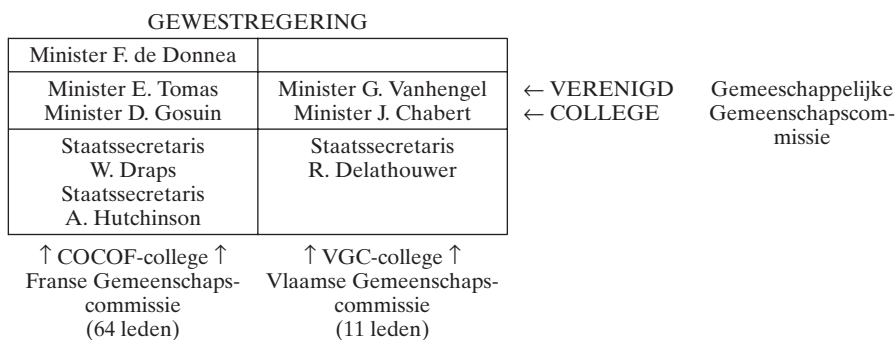 GEWESTREGERING
Minister F. de Donnea
Minister E. Tomas Minister G. Vanhengel ← VERENIGD Gemeeschappelijke
Minister D. Gosuin Minister J. Chabert ← COLLEGE Gemeenschapscom-
missie
Staatssecretaris Staatssecretaris
W. Draps R. Delathouwer
Staatssecretaris
A. Hutchinson
↑ COCOF-college ↑ ↑ VGC-college ↑
Franse Gemeenschaps- Vlaamse Gemeenschaps-
commissie commissie
(64 leden) (11 leden)